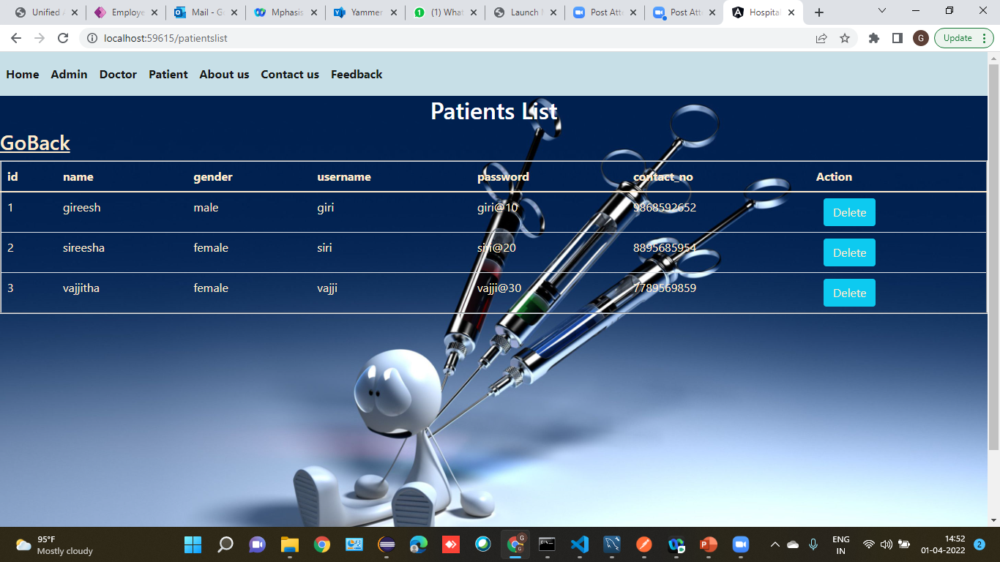 Unified A
Employe
Mail - G
Mphasis
Yammer
(1) What
Launch
Post Att
Post Att
Hospital
localhost:59615/patientslist
G
Update
Home Admin Doctor Patient About us Contact us Feedback
Patients List
GoBack
id name gender username password contact_no Action
1 gireesh male giri giri@10 9868592652 Delete
2 sireesha female siri siri@20 8895685954 Delete
3 vajjitha female vajji vajji@30 7789569859 Delete
95°F
Mostly cloudy
ENG
IN
14:52
01-04-2022
2